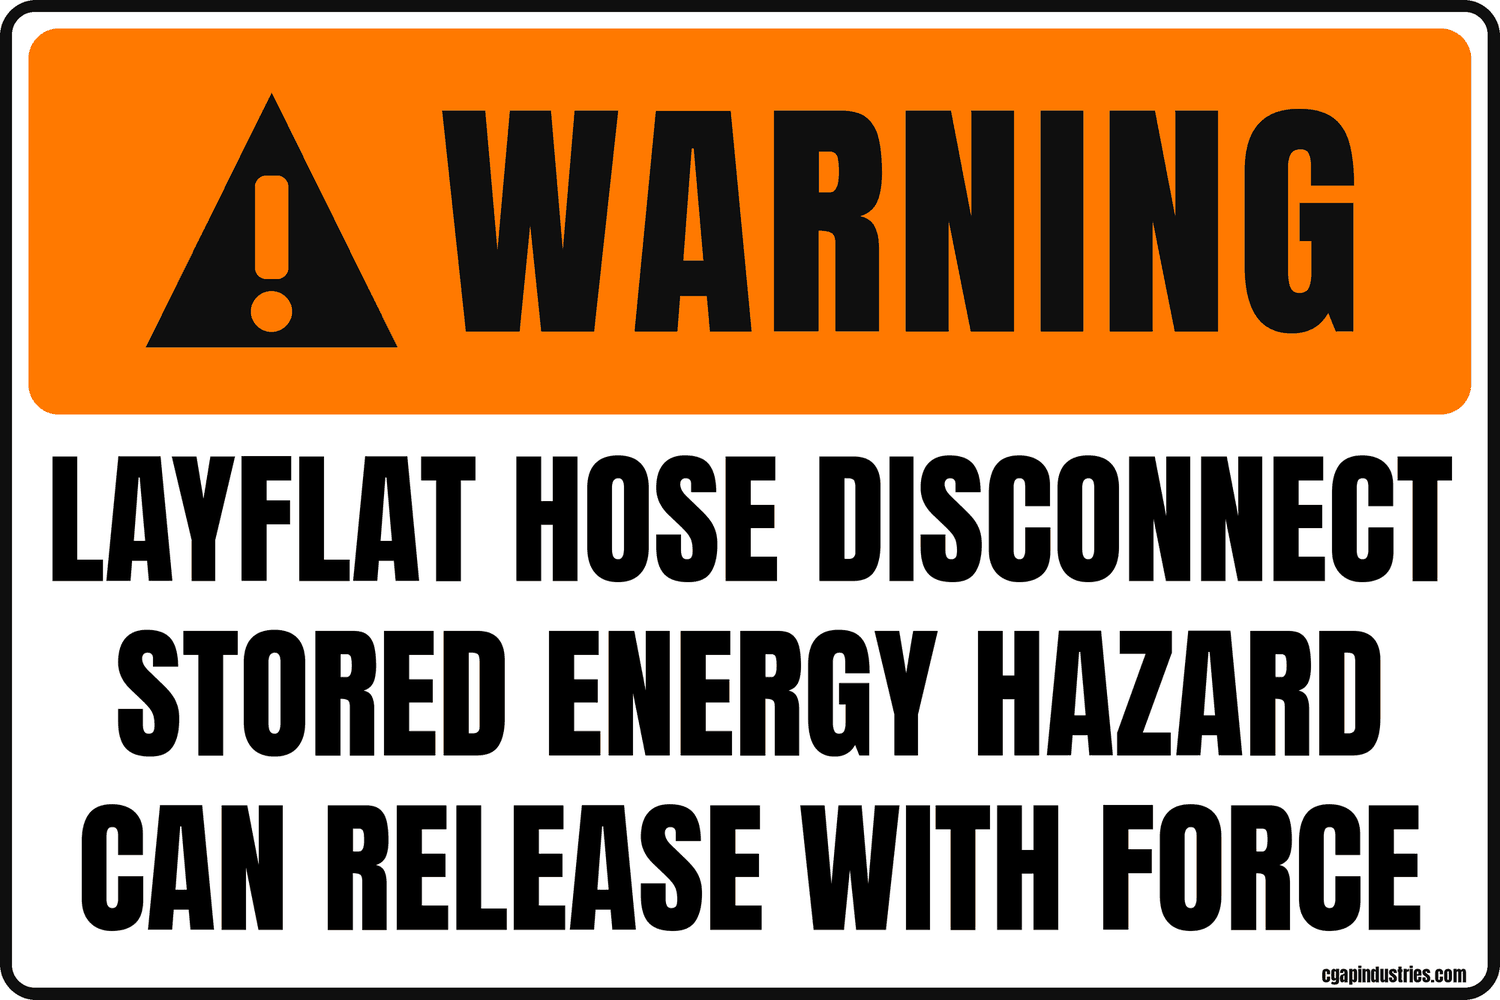 WARNING
LAYFLAT HOSE DISCONNECT
STORED ENERGY HAZARD
CAN RELEASE WITH FORCE
cgapindustries.com